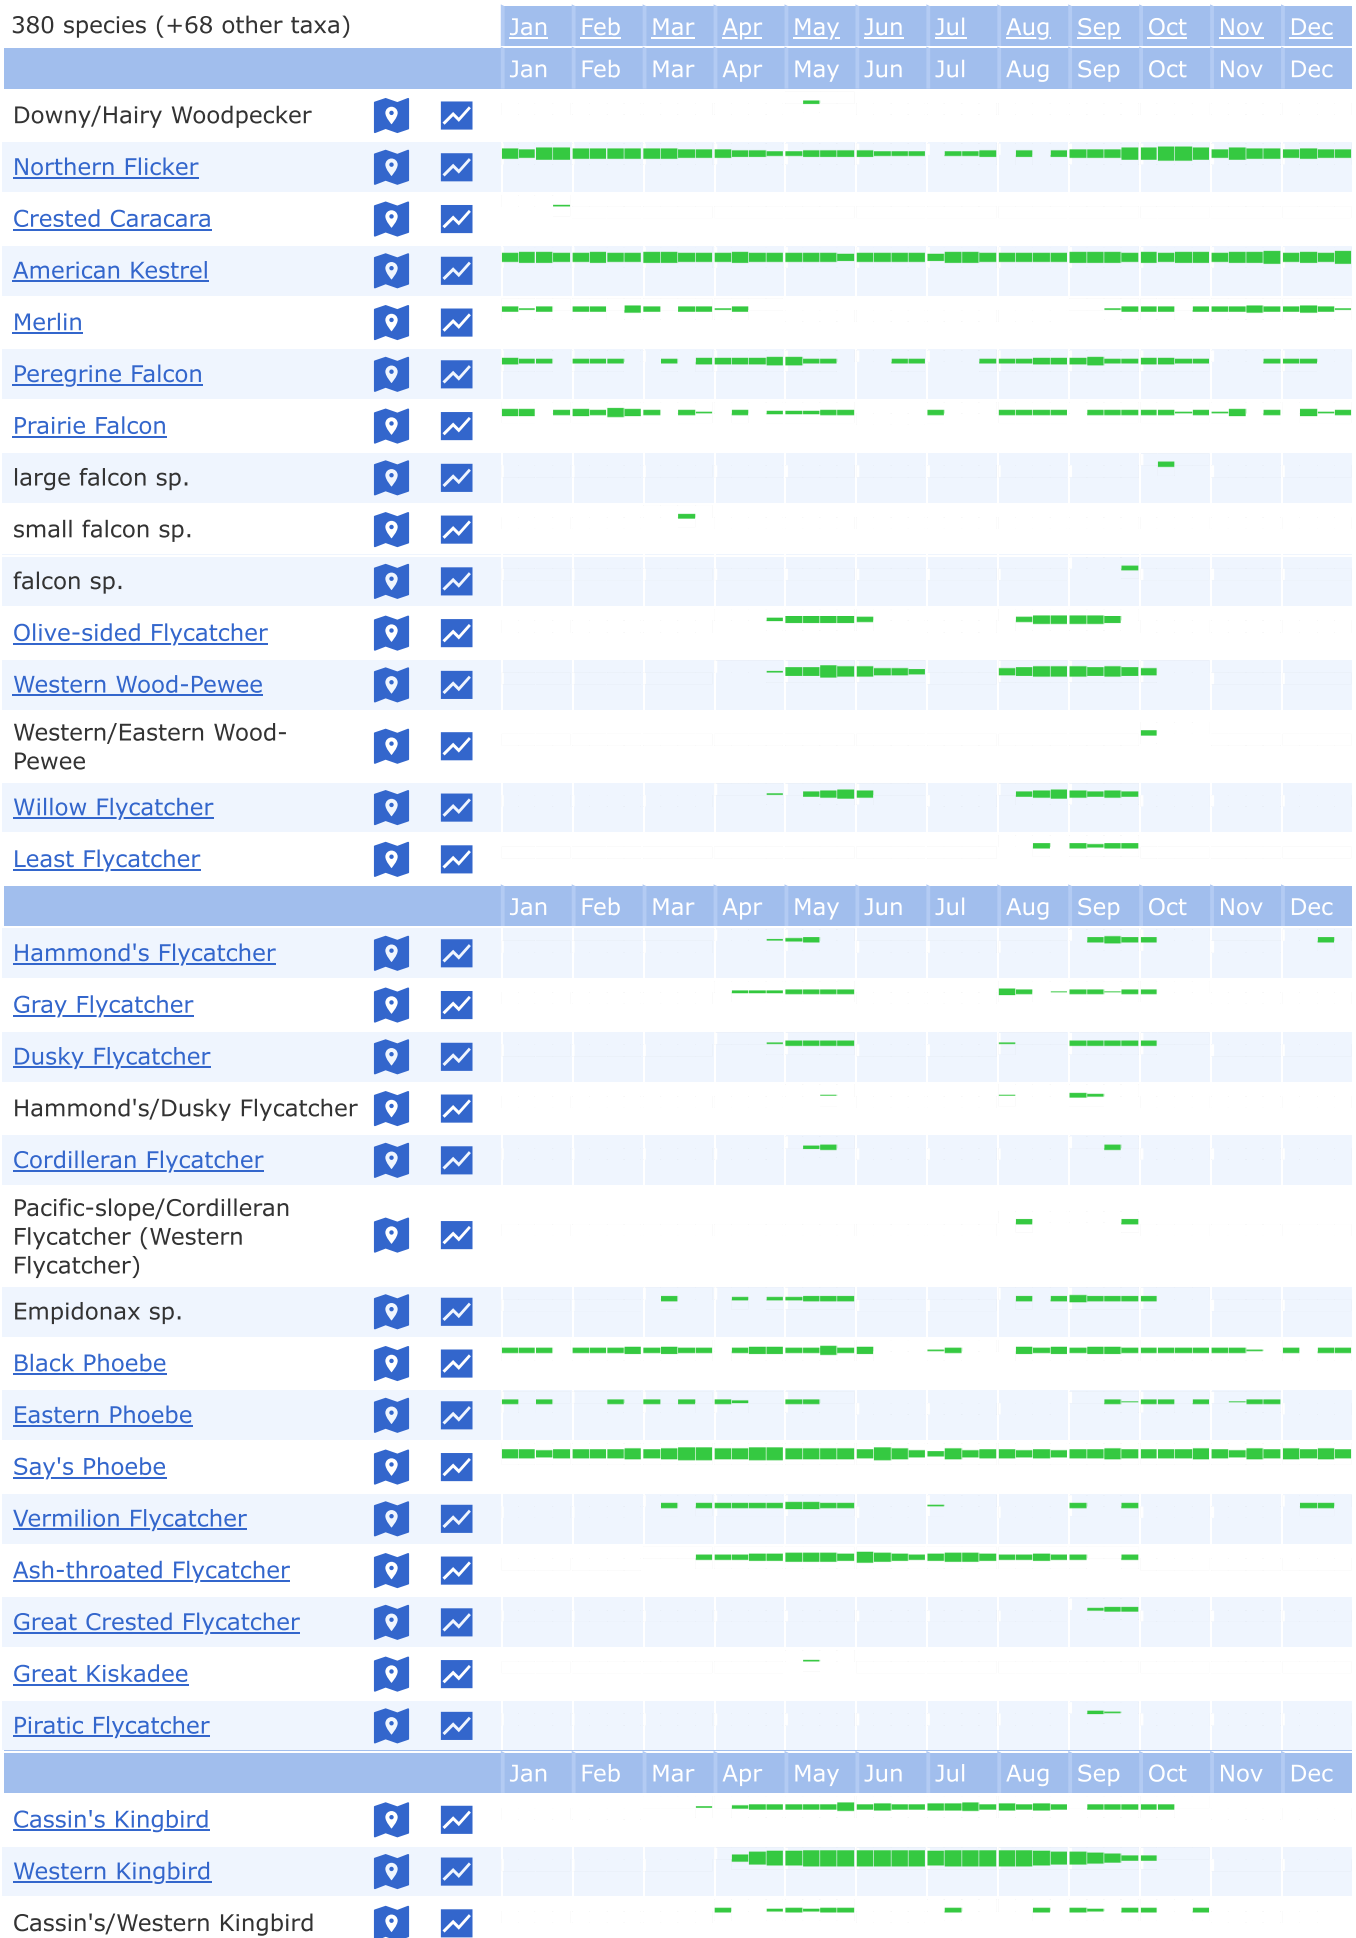 380 species (+68 other taxa) Jan Feb Mar Apr May Jun Jul Aug Sep Oct Nov Dec
Jan Feb Mar Apr May Jun Jul Aug Sep Oct Nov Dec
Downy/Hairy Woodpecker
Northern Flicker
Crested Caracara
American Kestrel
Merlin
Peregrine Falcon
Prairie Falcon
large falcon sp.
small falcon sp.
falcon sp.
Olive-sided Flycatcher
Western Wood-Pewee
Western/Eastern Wood-
Pewee
Willow Flycatcher
Least Flycatcher
Jan Feb Mar Apr May Jun Jul Aug Sep Oct Nov Dec
Hammond's Flycatcher
Gray Flycatcher
Dusky Flycatcher
Hammond's/Dusky Flycatcher
Cordilleran Flycatcher
Pacific-slope/Cordilleran
Flycatcher (Western
Flycatcher)
Empidonax sp.
Black Phoebe
Eastern Phoebe
Say's Phoebe
Vermilion Flycatcher
Ash-throated Flycatcher
Great Crested Flycatcher
Great Kiskadee
Piratic Flycatcher
Jan Feb Mar Apr May Jun Jul Aug Sep Oct Nov Dec
Cassin's Kingbird
Western Kingbird
Cassin's/Western Kingbird